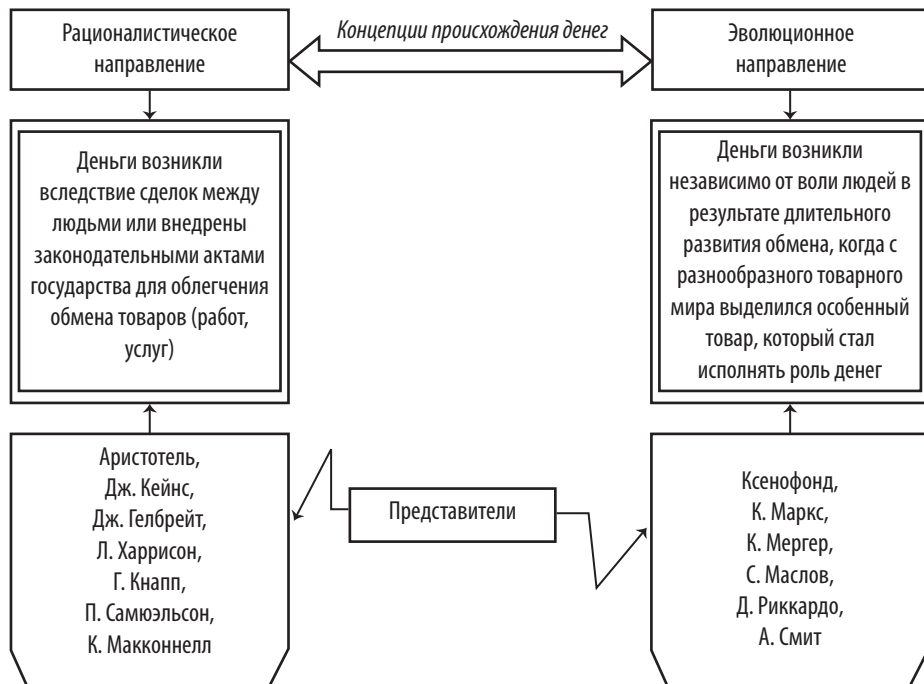 Рационалистическое
направление
Концепции происхождения денег
Эволюционное
направление
Деньги возникли
вследствие сделок между
людьми или внедрены
законодательными актами
государства для облегчения
обмена товаров (работ,
услуг)
Деньги возникли
независимо от воли людей в
результате длительного
развития обмена, когда с
разнообразного товарного
мира выделился особенный
товар, который стал
исполнять роль денег
Аристотель,
Дж. Кейнс,
Дж. Гелбрейт,
Л. Харрисон,
Г. Кнапп,
П. Самюэльсон,
К. Макконнелл
Представители
Ксенофонд,
К. Маркс,
К. Мергер,
С. Маслов,
Д. Риккардо,
А. Смит